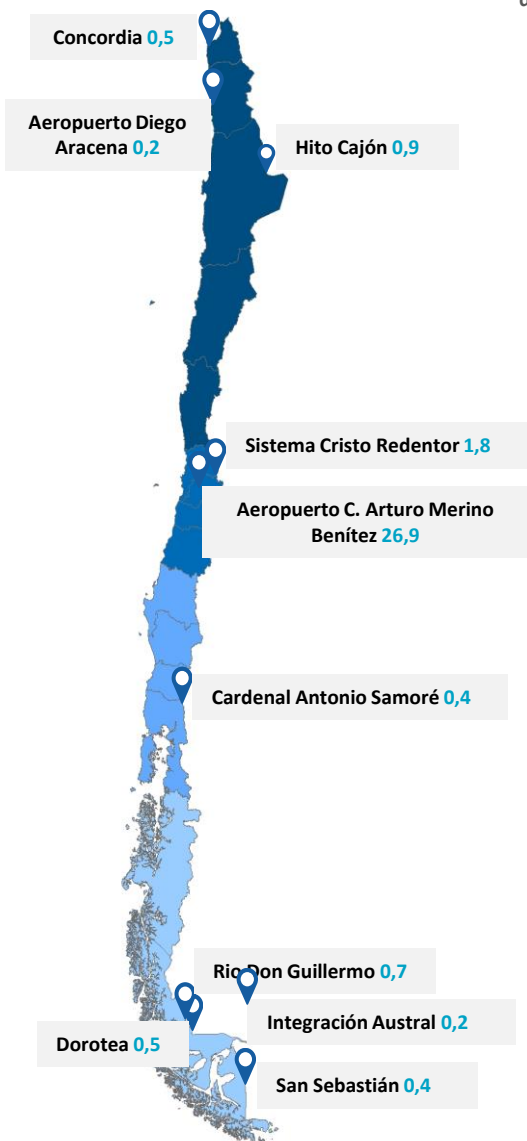 Concordia 0,5
Aeropuerto Diego
Aracena 0,2
Hito Cajón 0,9
Sistema Cristo Redentor 1,8
Aeropuerto C. Arturo Merino
Benítez 26,9
Cardenal Antonio Samoré 0,4
Rio Don Guillermo 0,7
Integración Austral 0,2
Dorotea 0,5
San Sebastián 0,4